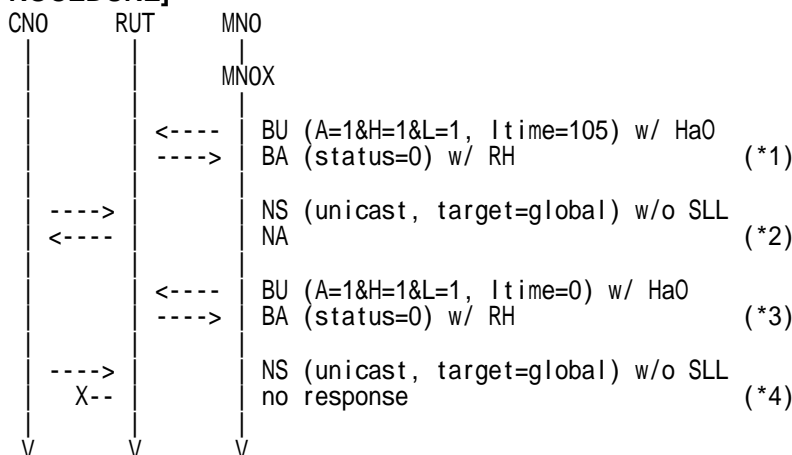 CN0 RUT MN0
MN0X
<---- BU (A=1&H=1&L=1, ltime=105) w/ HaO
----> BA (status=0) w/ RH (*1)
----> NS (unicast, target=global) w/o SLL
<---- NA (*2)
<---- BU (A=1&H=1&L=1, ltime=0) w/ HaO
----> BA (status=0) w/ RH (*3)
----> NS (unicast, target=global) w/o SLL
X-- no response (*4)
V V V